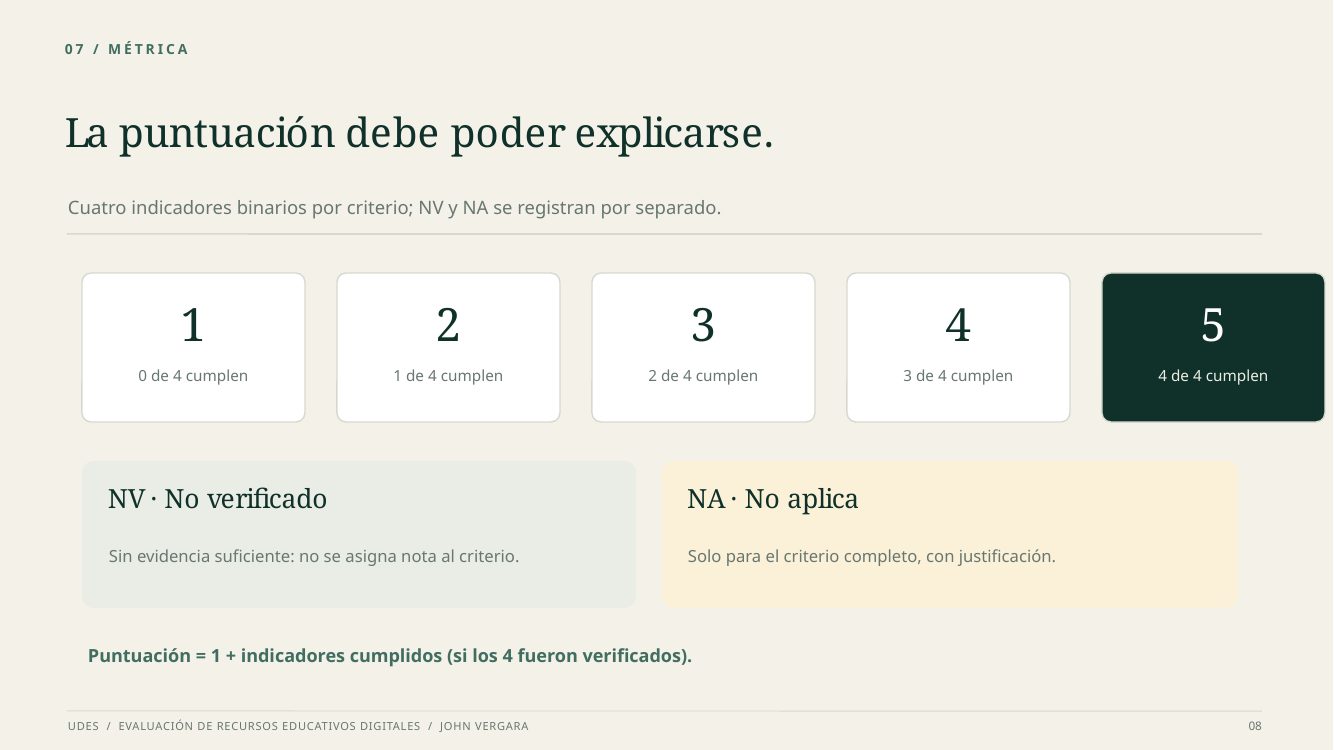 07 / MÉTRICA
La puntuación debe poder explicarse.
Cuatro indicadores binarios por criterio; NV y NA se registran por separado.
1
0 de 4 cumplen
2
1 de 4 cumplen
3
2 de 4 cumplen
4
3 de 4 cumplen
5
4 de 4 cumplen
NV · No verificado
Sin evidencia suficiente: no se asigna nota al criterio.
NA · No aplica
Solo para el criterio completo, con justificación.
Puntuación = 1 + indicadores cumplidos (si los 4 fueron verificados).
UDES / EVALUACIÓN DE RECURSOS EDUCATIVOS DIGITALES / JOHN VERGARA
08